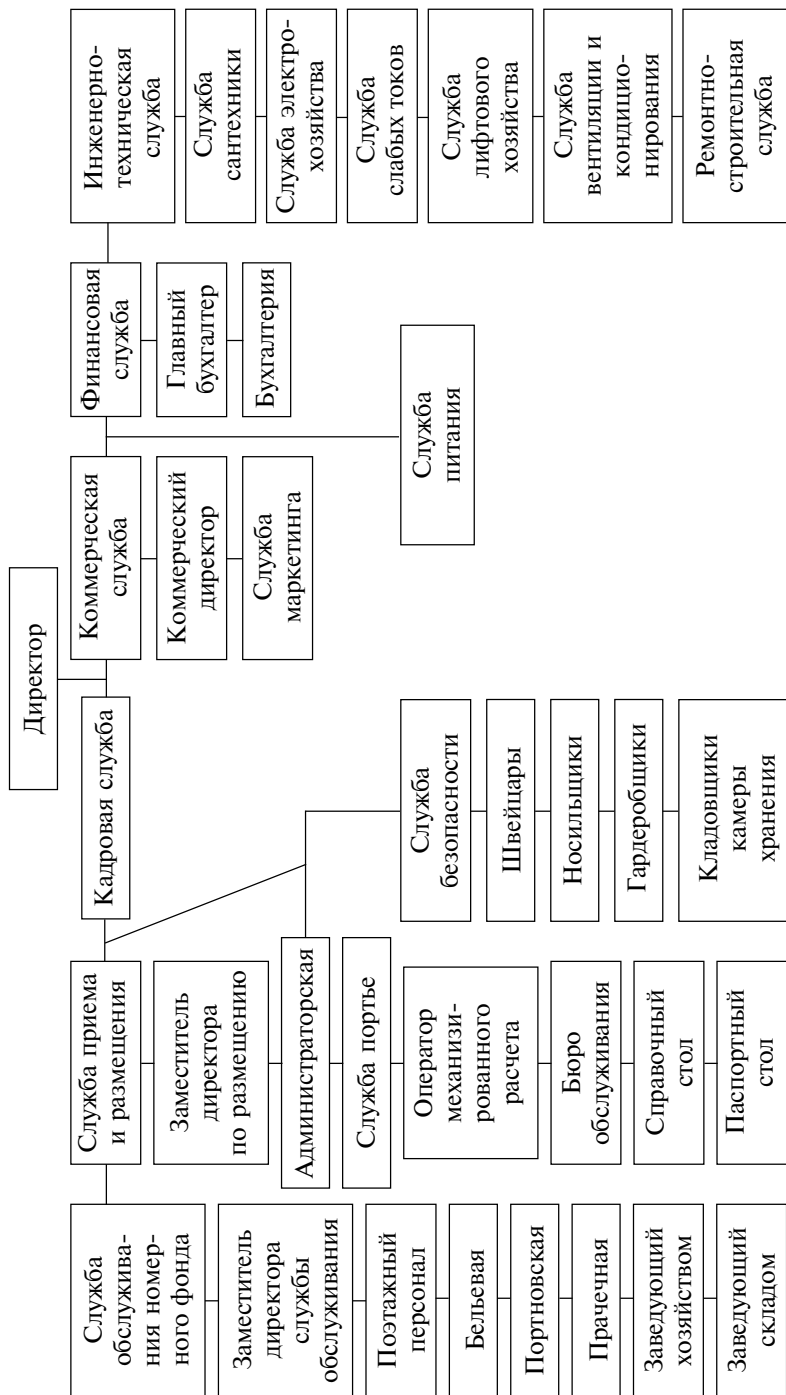 Директор
Служба
обслужива-
ния номер-
ного фонда
Заместитель
директора
службы
обслуживания
Поэтажный
персонал
Бельевая
Портновская
Прачечная
Заведующий
хозяйством
Заведующий
складом
Служба приема
и размещения
Заместитель
директора
по размещению
Администраторская
Служба портье
Оператор
механизи-
рованного
расчета
Бюро
обслуживания
Справочный
стол
Паспортный
стол
Кадровая служба
Служба
безопасности
Швейцары
Носильщики
Гардеробщики
Кладовщики
камеры
хранения
Коммерческая
служба
Коммерческий
директор
Служба
маркетинга
Служба
питания
Финансовая
служба
Главный
бухгалтер
Бухгалтерия
Инженерно-
техническая
служба
Служба
сантехники
Служба электро-
хозяйства
Служба
слабых токов
Служба
лифтового
хозяйства
Служба
вентиляции и
кондицио-
нирования
Ремонтно-
строительная
служба